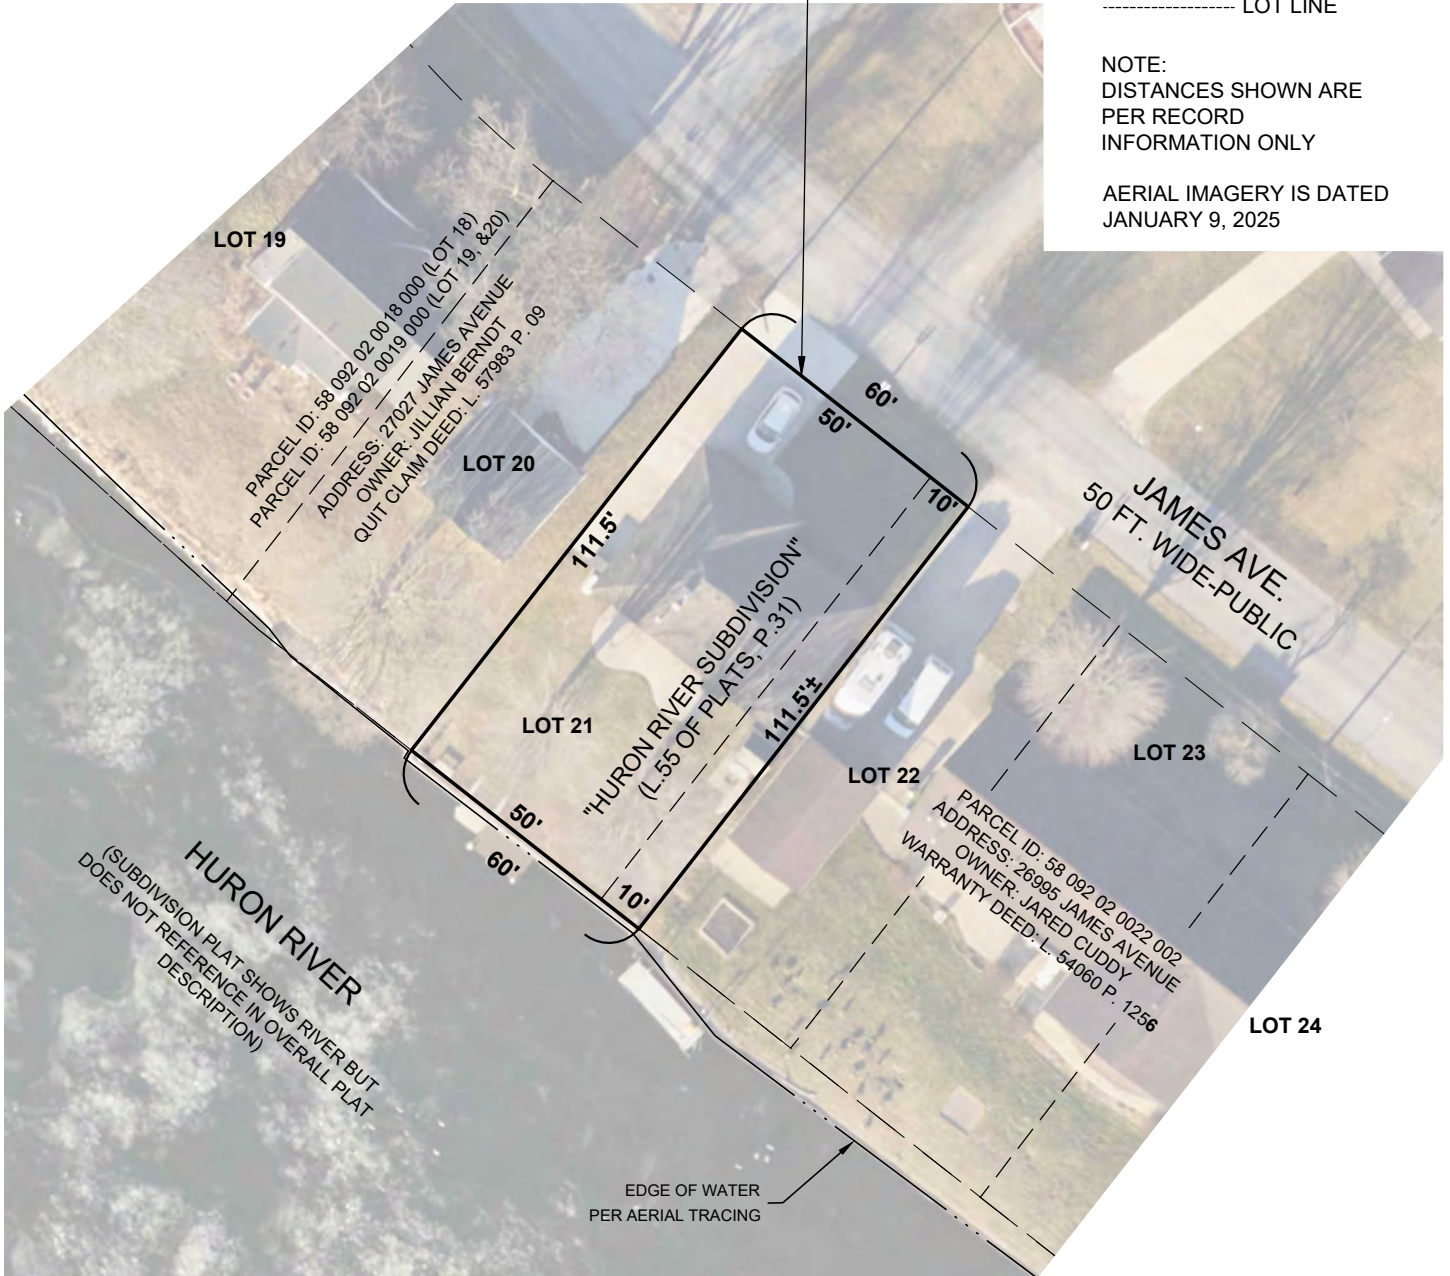 ------------------- LOT LINE
NOTE:
DISTANCES SHOWN ARE
PER RECORD
INFORMATION ONLY
AERIAL IMAGERY IS DATED
JANUARY 9, 2025
LOT 19
PARCEL ID: 58 092 02 0018 000 (LOT 18)
PARCEL ID: 58 092 02 0019 000 (LOT 19, &20)
ADDRESS: 27027 JAMES AVENUE
OWNER: JILLIAN BERNDT
QUIT CLAIM DEED: L. 57983 P. 09
LOT 20
60'
50'
10'
111.5'
JAMES AVE.
50 FT. WIDE-PUBLIC
"HURON RIVER SUBDIVISION"
(L.55 OF PLATS, P.31)
111.5'±
LOT 21
LOT 22
LOT 23
PARCEL ID: 58 092 02 0022 002
ADDRESS: 26995 JAMES AVENUE
OWNER: JARED CUDDY
WARRANTY DEED: L. 54060 P. 1256
50'
60'
10'
HURON RIVER
(SUBDIVISION PLAT SHOWS RIVER BUT
DOES NOT REFERENCE IN OVERALL PLAT
DESCRIPTION)
LOT 24
EDGE OF WATER
PER AERIAL TRACING